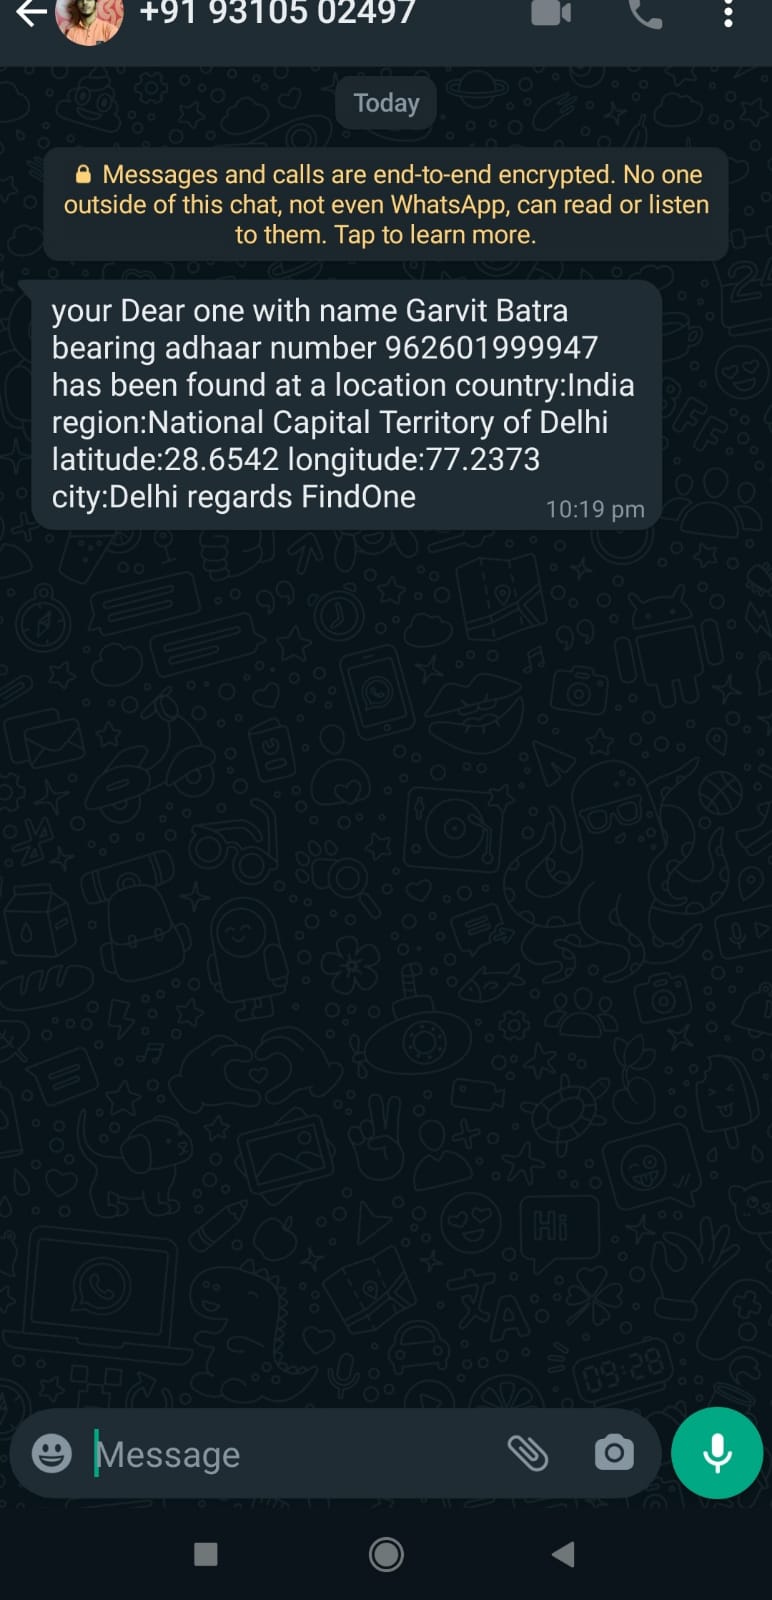 +91 93105 02497
Today
Messages and calls are end-to-end encrypted. No one
outside of this chat, not even WhatsApp, can read or listen
to them. Tap to learn more.
your Dear one with name Garvit Batra
bearing adhaar number 962601999947
has been found at a location country:India
region:National Capital Territory of Delhi
latitude:28.6542 longitude:77.2373
city:Delhi regards FindOne
10:19 pm
Hi
09:28
Message